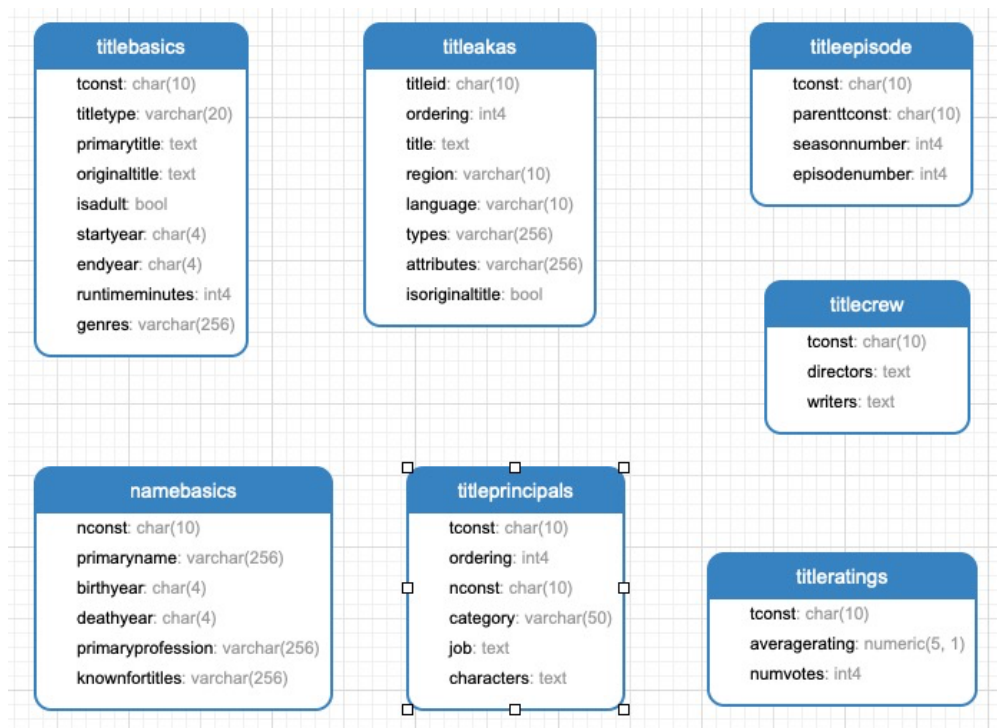 titlebasics
tconst: char(10)
titletype: varchar(20)
primarytitle: text
originaltitle: text
isadult: bool
startyear: char(4)
endyear: char(4)
runtimeminutes: int4
genres: varchar(256)
titleakas
titleid: char(10)
ordering: int4
title: text
region: varchar(10)
language: varchar(10)
types: varchar(256)
attributes: varchar(256)
isoriginaltitle: bool
titleepisode
tconst: char(10)
parenttconst: char(10)
seasonnumber: int4
episodenumber: int4
titlecrew
tconst: char(10)
directors: text
writers: text
namebasics
nconst: char(10)
primaryname: varchar(256)
birthyear: char(4)
deathyear: char(4)
primaryprofession: varchar(256)
knownfortitles: varchar(256)
titleprincipals
tconst: char(10)
ordering: int4
nconst: char(10)
category: varchar(50)
job: text
characters: text
titleratings
tconst: char(10)
averagerating: numeric(5, 1)
numvotes: int4